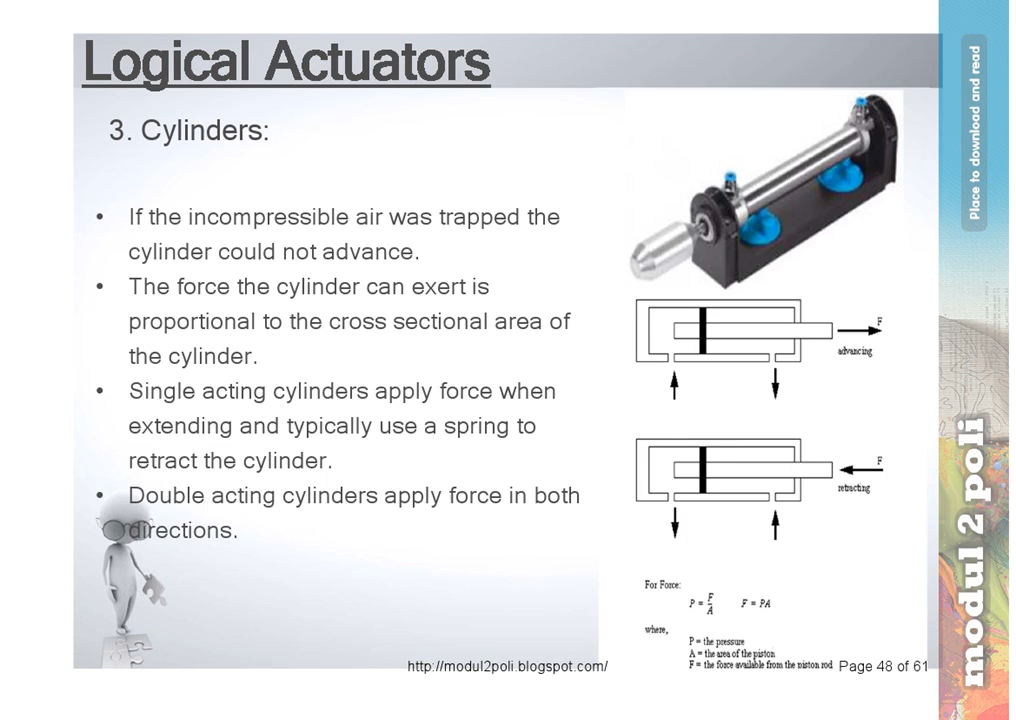 Logical Actuators
3. Cylinders:
• If the incompressible air was trapped the
cylinder could not advance.
• The force the cylinder can exert is
proportional to the cross sectional area of
the cylinder.
• Single acting cylinders apply force when
extending and typically use a spring to
retract the cylinder.
• Double acting cylinders apply force in both
directions.
F
advancing
F
retracting
For Force:
P = F/A F = PA
where,
P = the pressure
A = the area of the piston
F = the force available from the piston rod
http://modul2poli.blogspot.com/
Page 48 of 61
Place to download and read
modul 2 poli